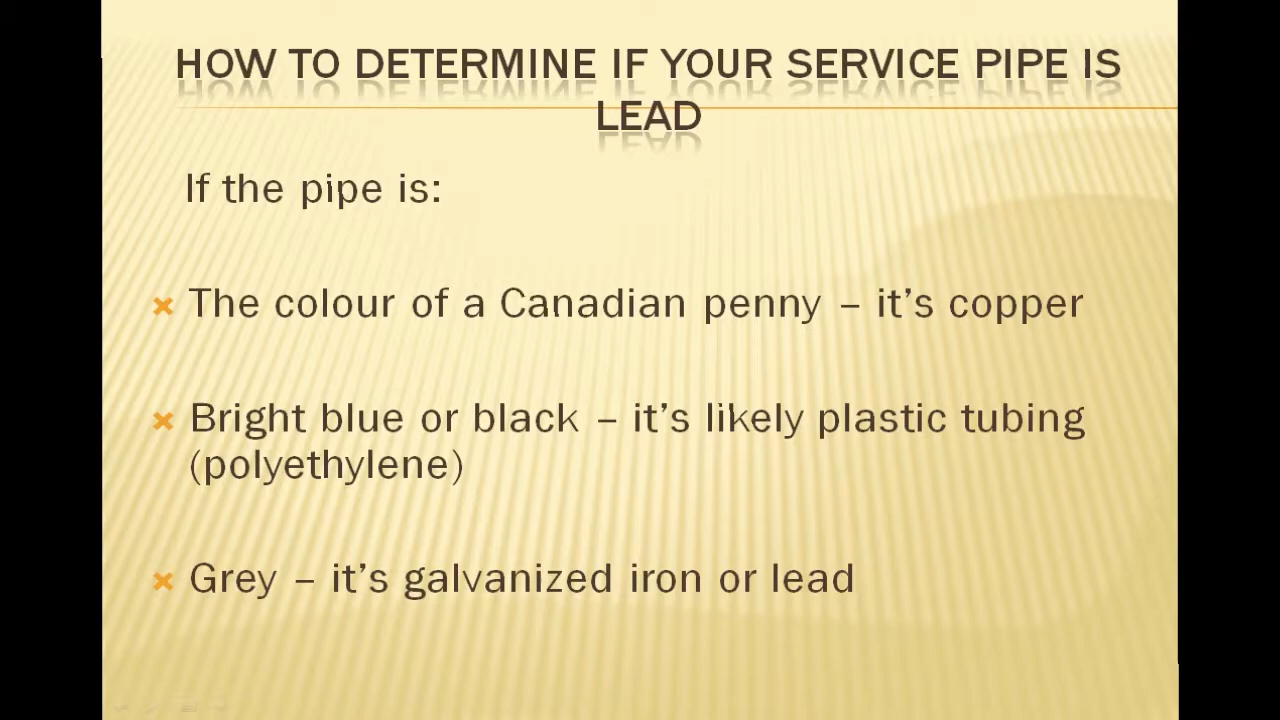 HOW TO DETERMINE IF YOUR SERVICE PIPE IS
LEAD
If the pipe is:
The colour of a Canadian penny – it’s copper
Bright blue or black – it’s likely plastic tubing
(polyethylene)
Grey – it’s galvanized iron or lead